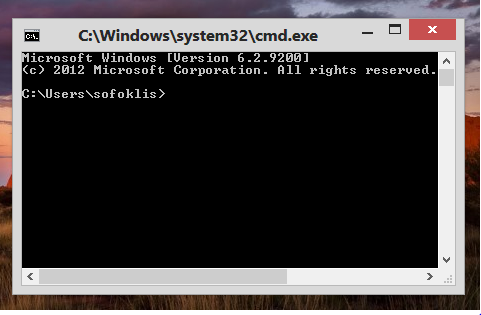 C:\Windows\system32\cmd.exe
Microsoft Windows [Version 6.2.9200]
(c) 2012 Microsoft Corporation. All rights reserved.
C:\Users\sofoklis>